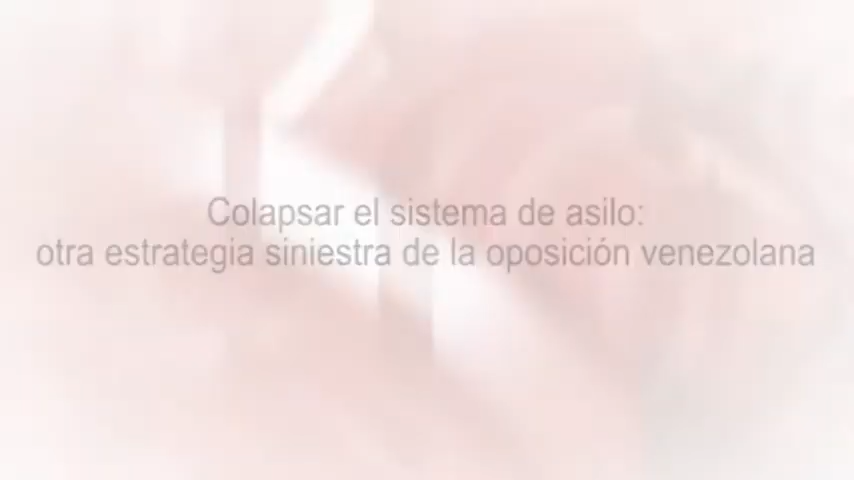 Colapsar el sistema de asilo:
otra estrategia siniestra de la oposición venezolana